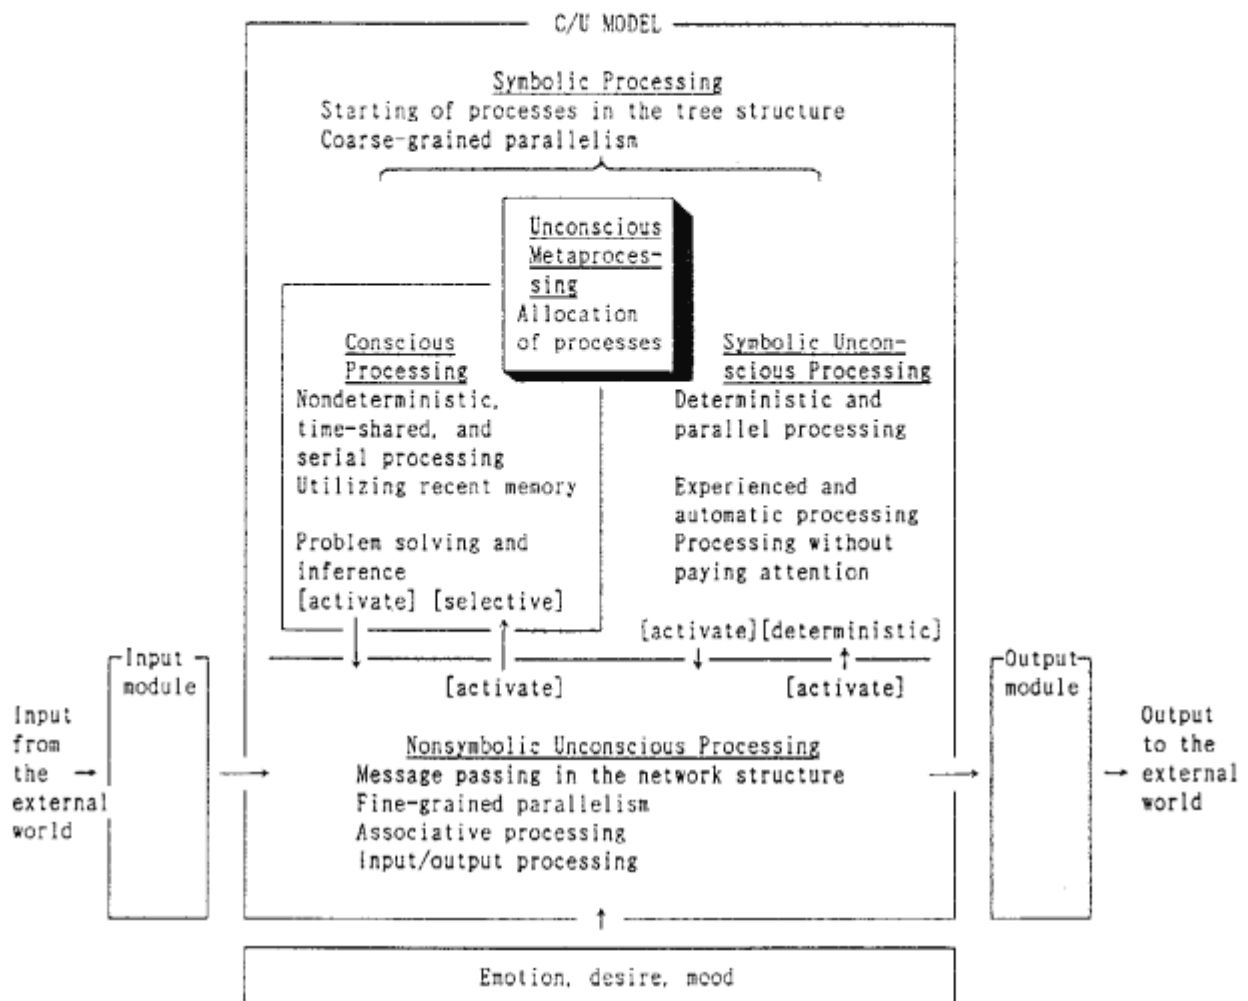 C/U MODEL
Symbolic Processing
Starting of processes in the tree structure
Coarse-grained parallelism
Unconscious
Metaproces-
sing
Allocation
of processes
Conscious
Processing
Nondeterministic,
time-shared, and
serial processing
Utilizing recent memory
Problem solving and
inference
[activate] [selective]
Symbolic Uncon-
scious Processing
Deterministic and
parallel processing
Experienced and
automatic processing
Processing without
paying attention
[activate][deterministic]
[activate]
[activate]
Input
module
Output
module
Input
from
the
external
world
Nonsymbolic Unconscious Processing
Message passing in the network structure
Fine-grained parallelism
Associative processing
Input/output processing
Output
to the
external
world
Emotion, desire, mood